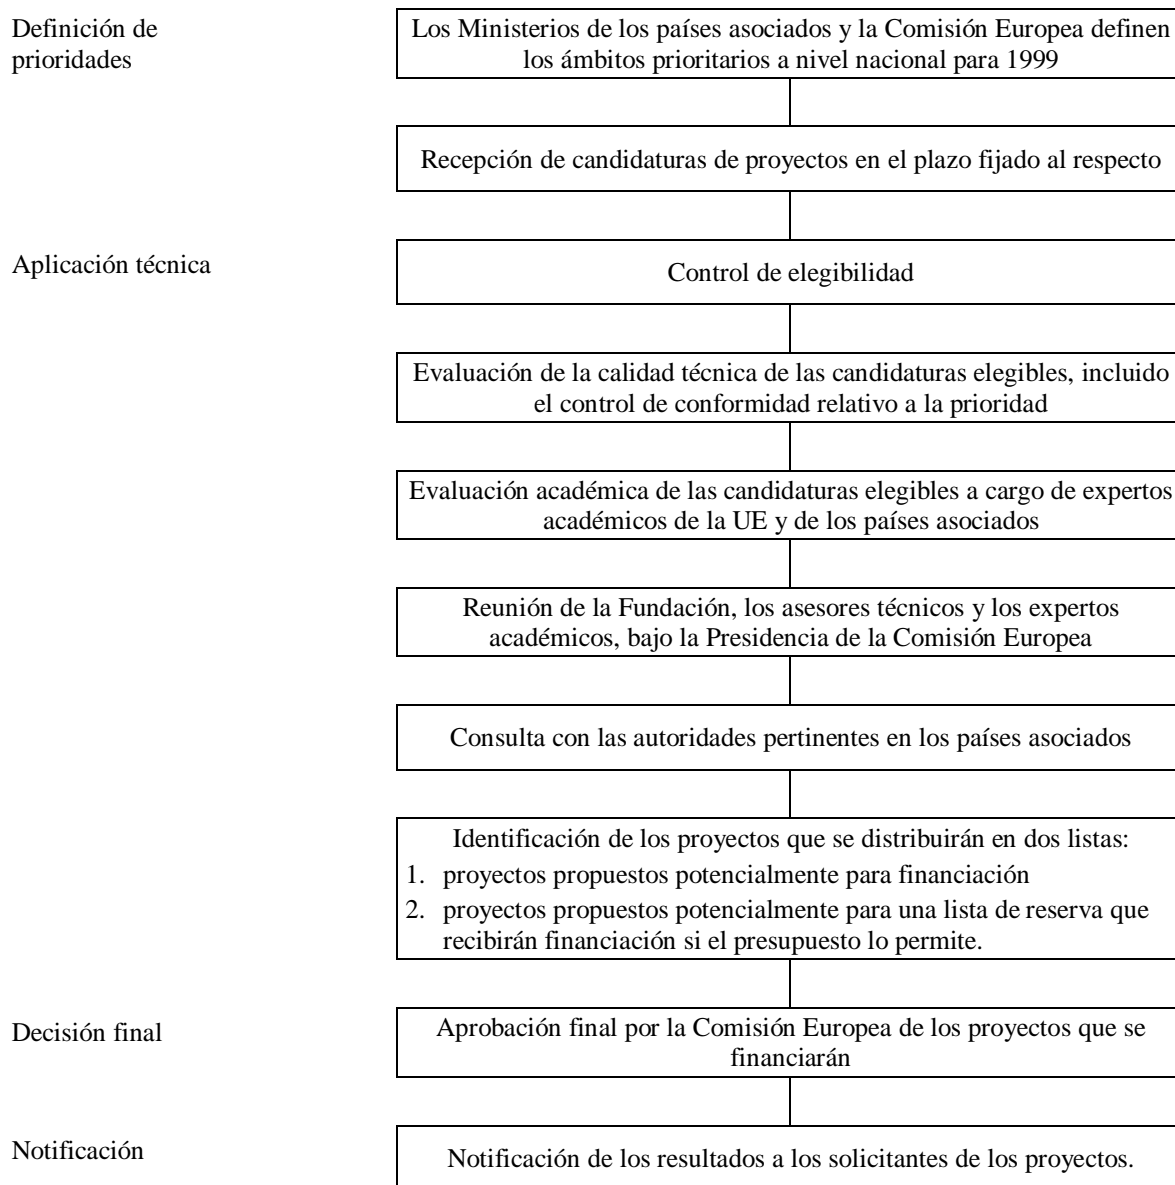 Definición de
prioridades
Los Ministerios de los países asociados y la Comisión Europea definen
los ámbitos prioritarios a nivel nacional para 1999
Recepción de candidaturas de proyectos en el plazo fijado al respecto
Aplicación técnica
Control de elegibilidad
Evaluación de la calidad técnica de las candidaturas elegibles, incluido
el control de conformidad relativo a la prioridad
Evaluación académica de las candidaturas elegibles a cargo de expertos
académicos de la UE y de los países asociados
Reunión de la Fundación, los asesores técnicos y los expertos
académicos, bajo la Presidencia de la Comisión Europea
Consulta con las autoridades pertinentes en los países asociados
Identificación de los proyectos que se distribuirán en dos listas:
1. proyectos propuestos potencialmente para financiación
2. proyectos propuestos potencialmente para una lista de reserva que
recibirán financiación si el presupuesto lo permite.
Decisión final
Aprobación final por la Comisión Europea de los proyectos que se
financiarán
Notificación
Notificación de los resultados a los solicitantes de los proyectos.